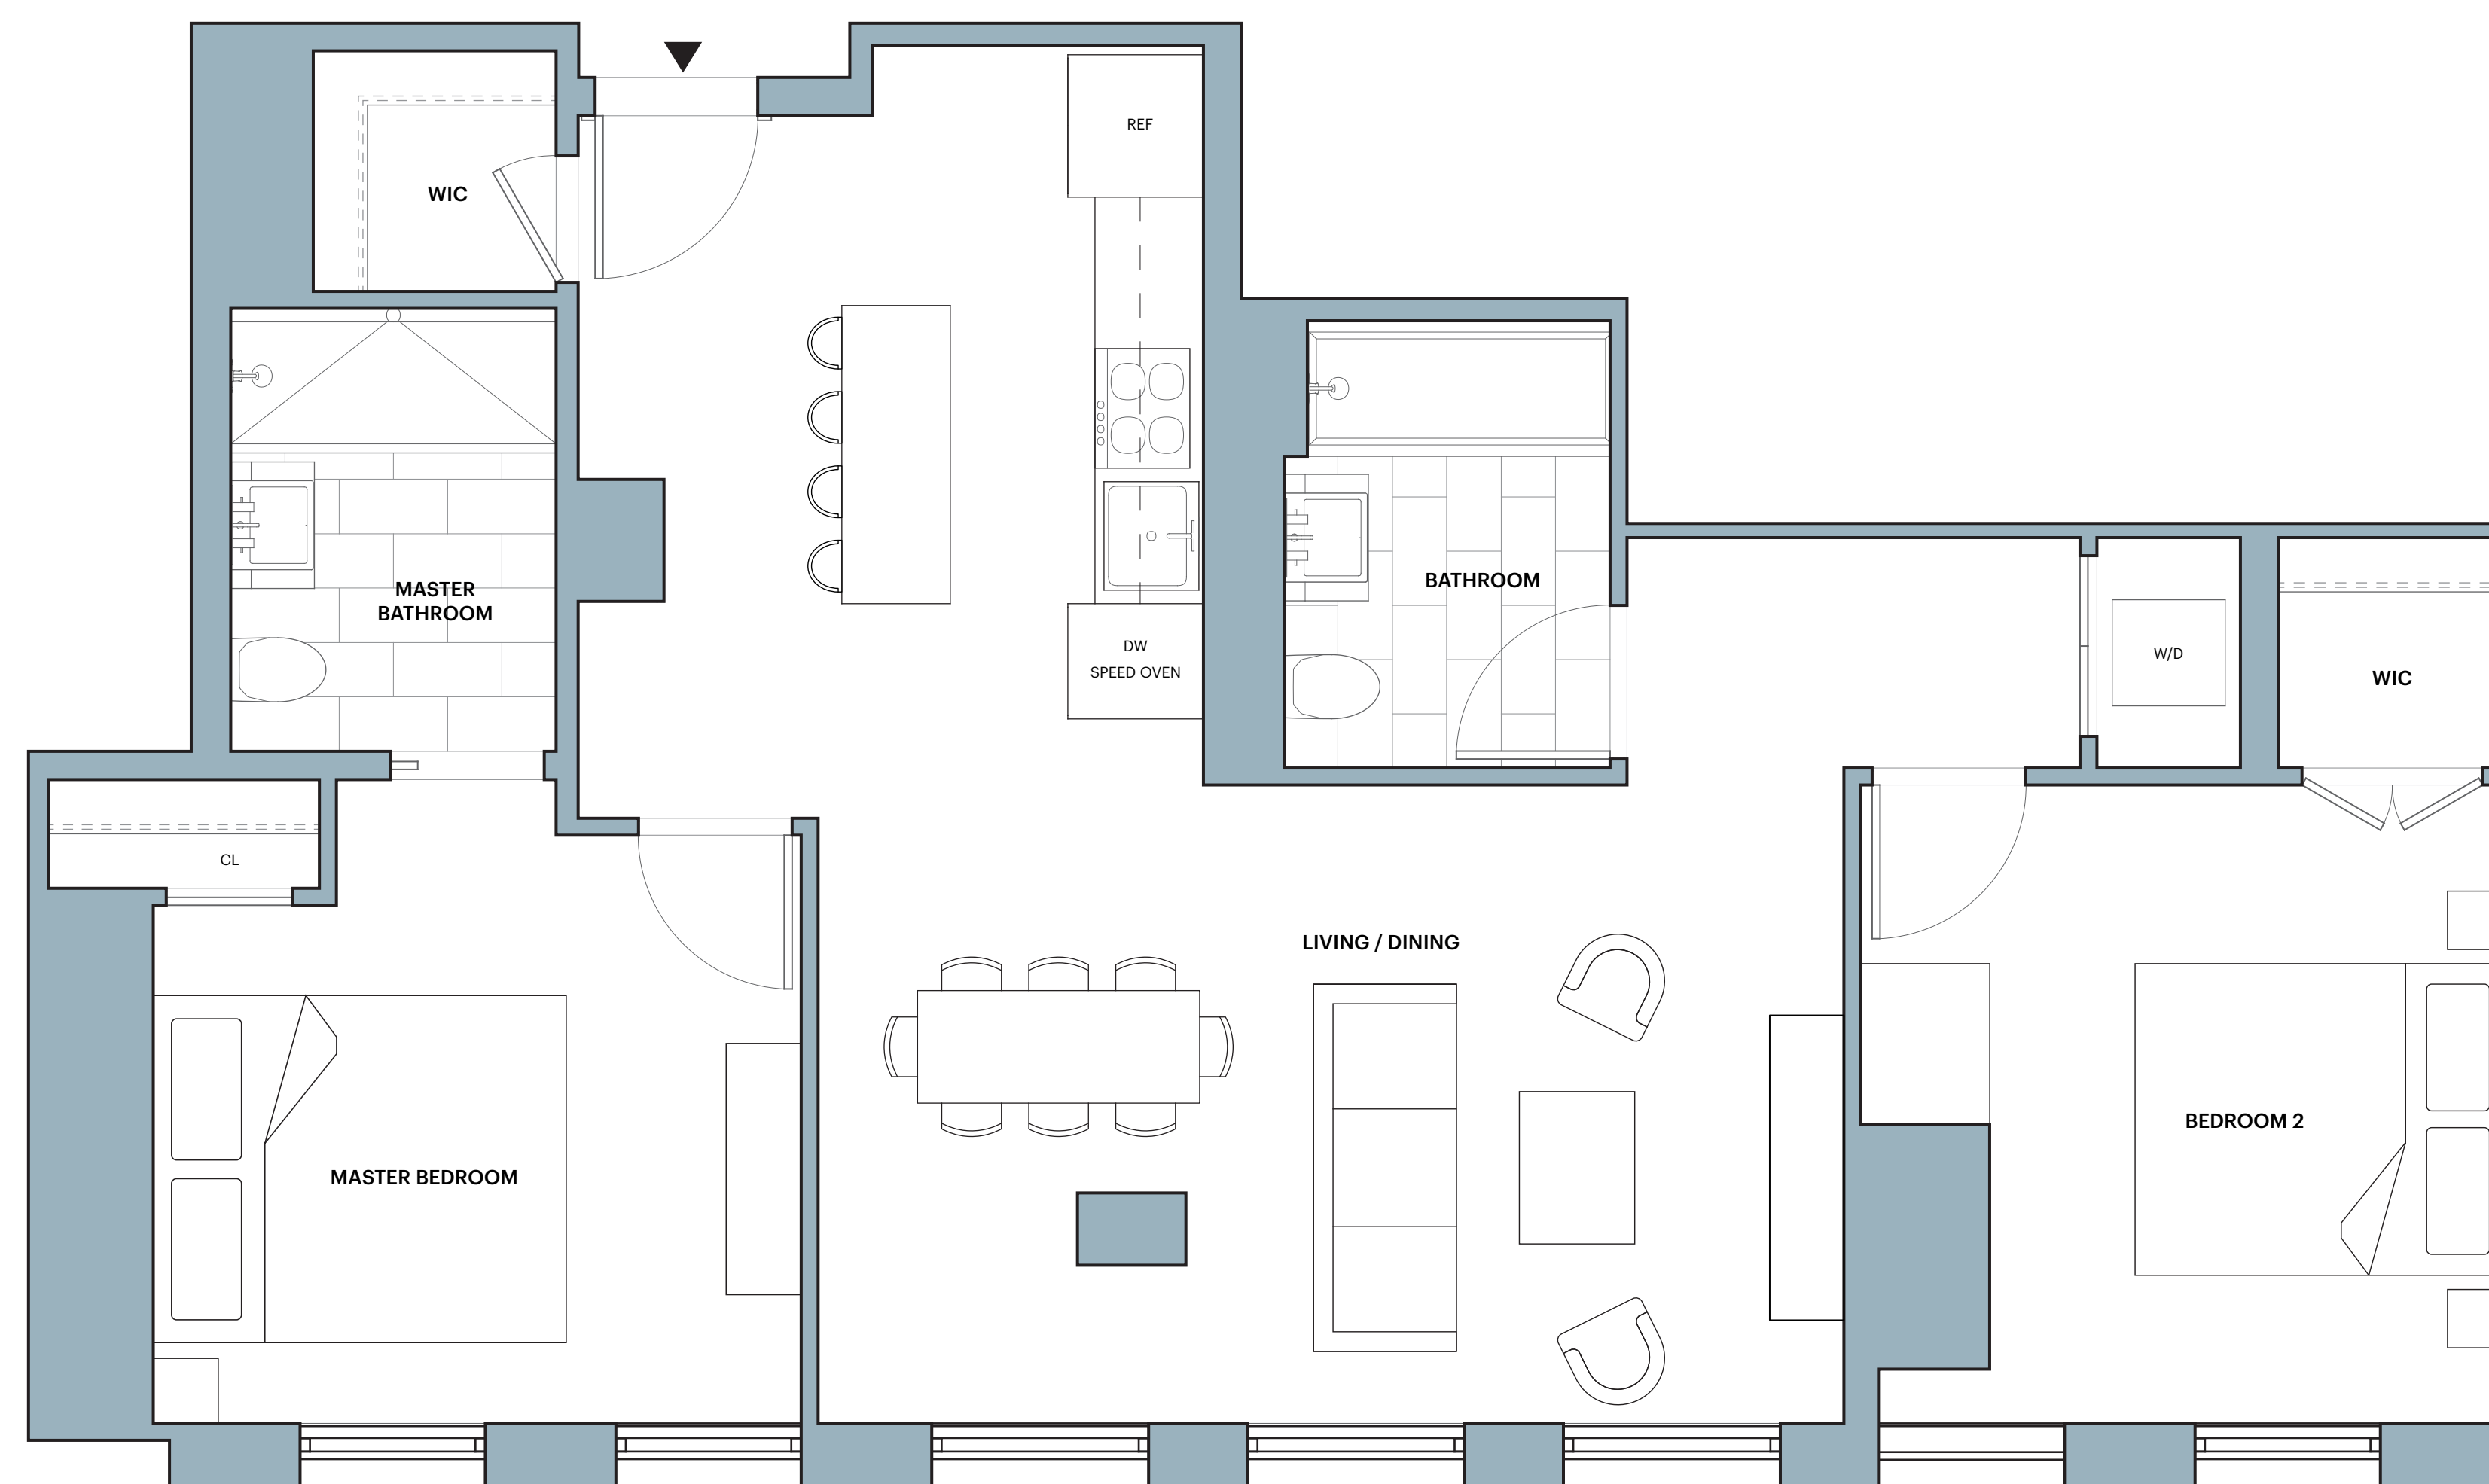 REF
WIC
BATHROOM
MASTER
BATHROOM
DW
SPEED OVEN
W/D
WIC
CL
LIVING / DINING
BEDROOM 2
MASTER BEDROOM